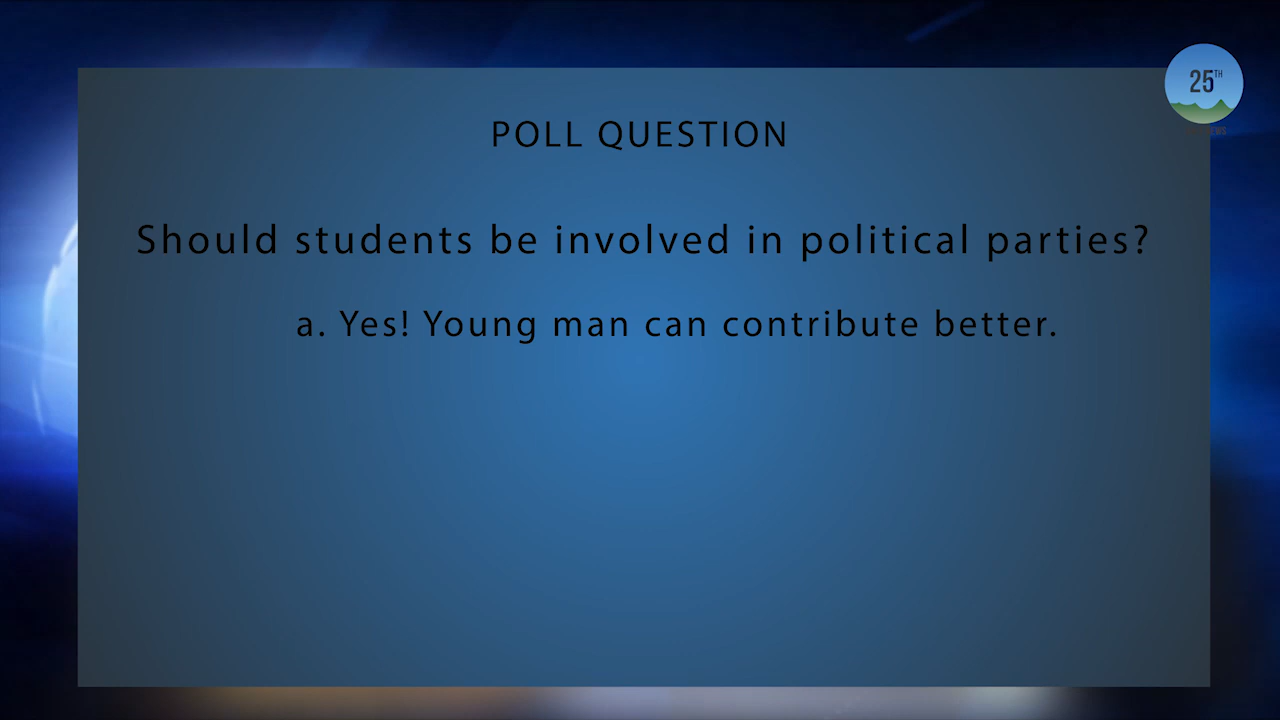 25TH
POLL QUESTION
Should students be involved in political parties?
a. Yes! Young man can contribute better.